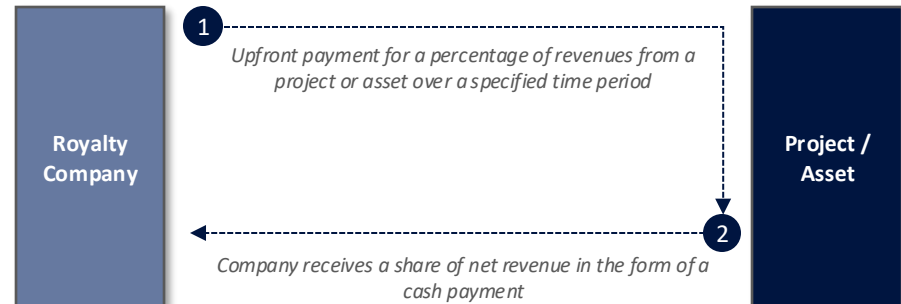 1
Upfront payment for a percentage of revenues from a
project or asset over a specified time period
Royalty
Company
Project /
Asset
2
Company receives a share of net revenue in the form of a
cash payment